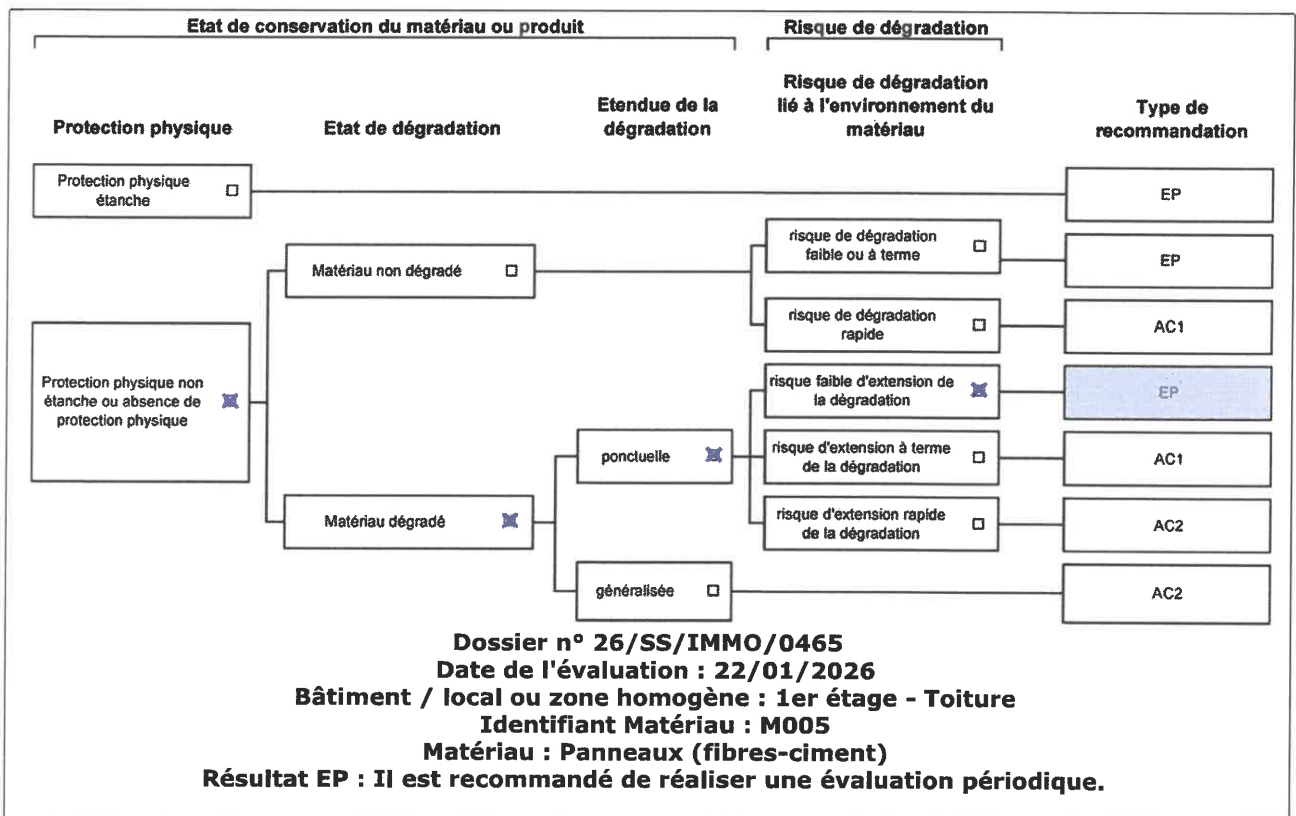 Etat de conservation du matériau ou produit
Risque de dégradation
Protection physique
Etat de dégradation
Etendue de la
dégradation
Risque de dégradation
lié à l'environnement du
matériau
Type de
recommandation
Protection physique
étanche
EP
Matériau non dégradé
risque de dégradation
faible ou à terme
EP
risque de dégradation
rapide
AC1
Protection physique non
étanche ou absence de
protection physique
risque faible d'extension de
la dégradation
EP
ponctuelle
risque d'extension à terme
de la dégradation
AC1
Matériau dégradé
risque d'extension rapide
de la dégradation
AC2
généralisée
AC2
Dossier n° 26/SS/IMMO/0465
Date de l'évaluation : 22/01/2026
Bâtiment / local ou zone homogène : 1er étage - Toiture
Identifiant Matériau : M005
Matériau : Panneaux (fibres-ciment)
Résultat EP : Il est recommandé de réaliser une évaluation périodique.